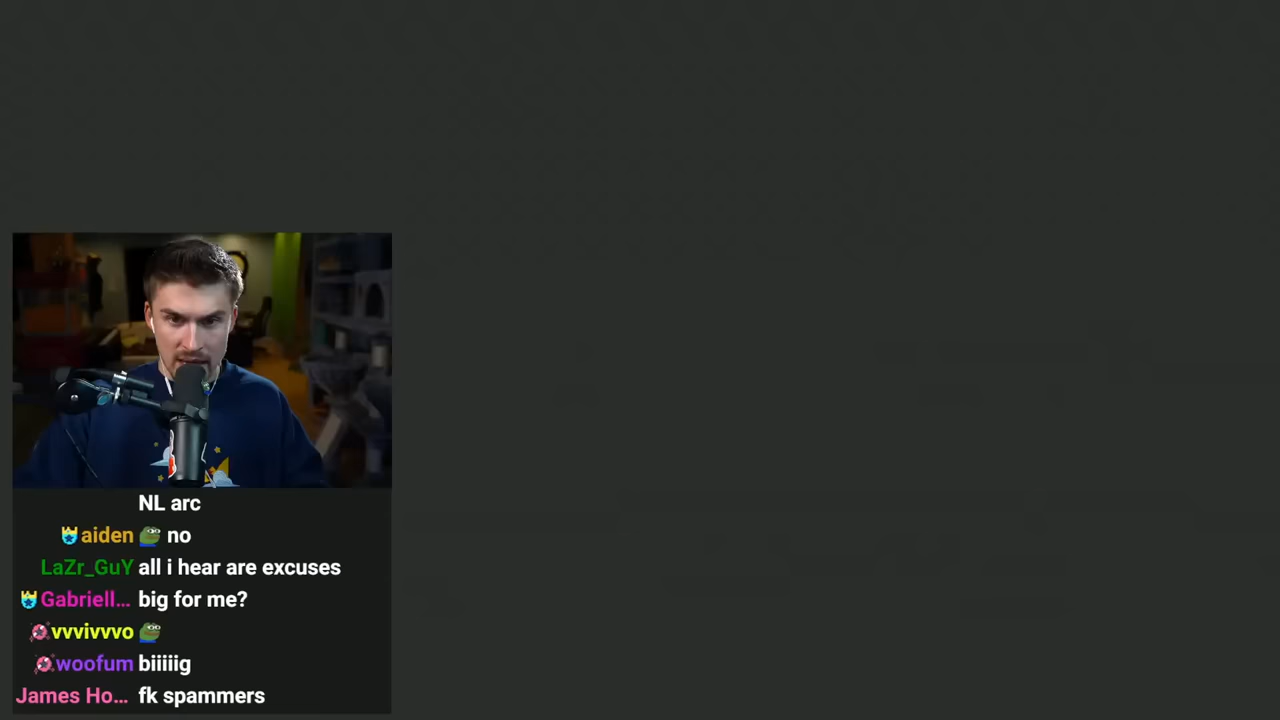 NL arc
aiden no
LaZr_GuY all i hear are excuses
Gabriell... big for me?
vvvivvvo
woofum biiiiig
James Ho... fk spammers